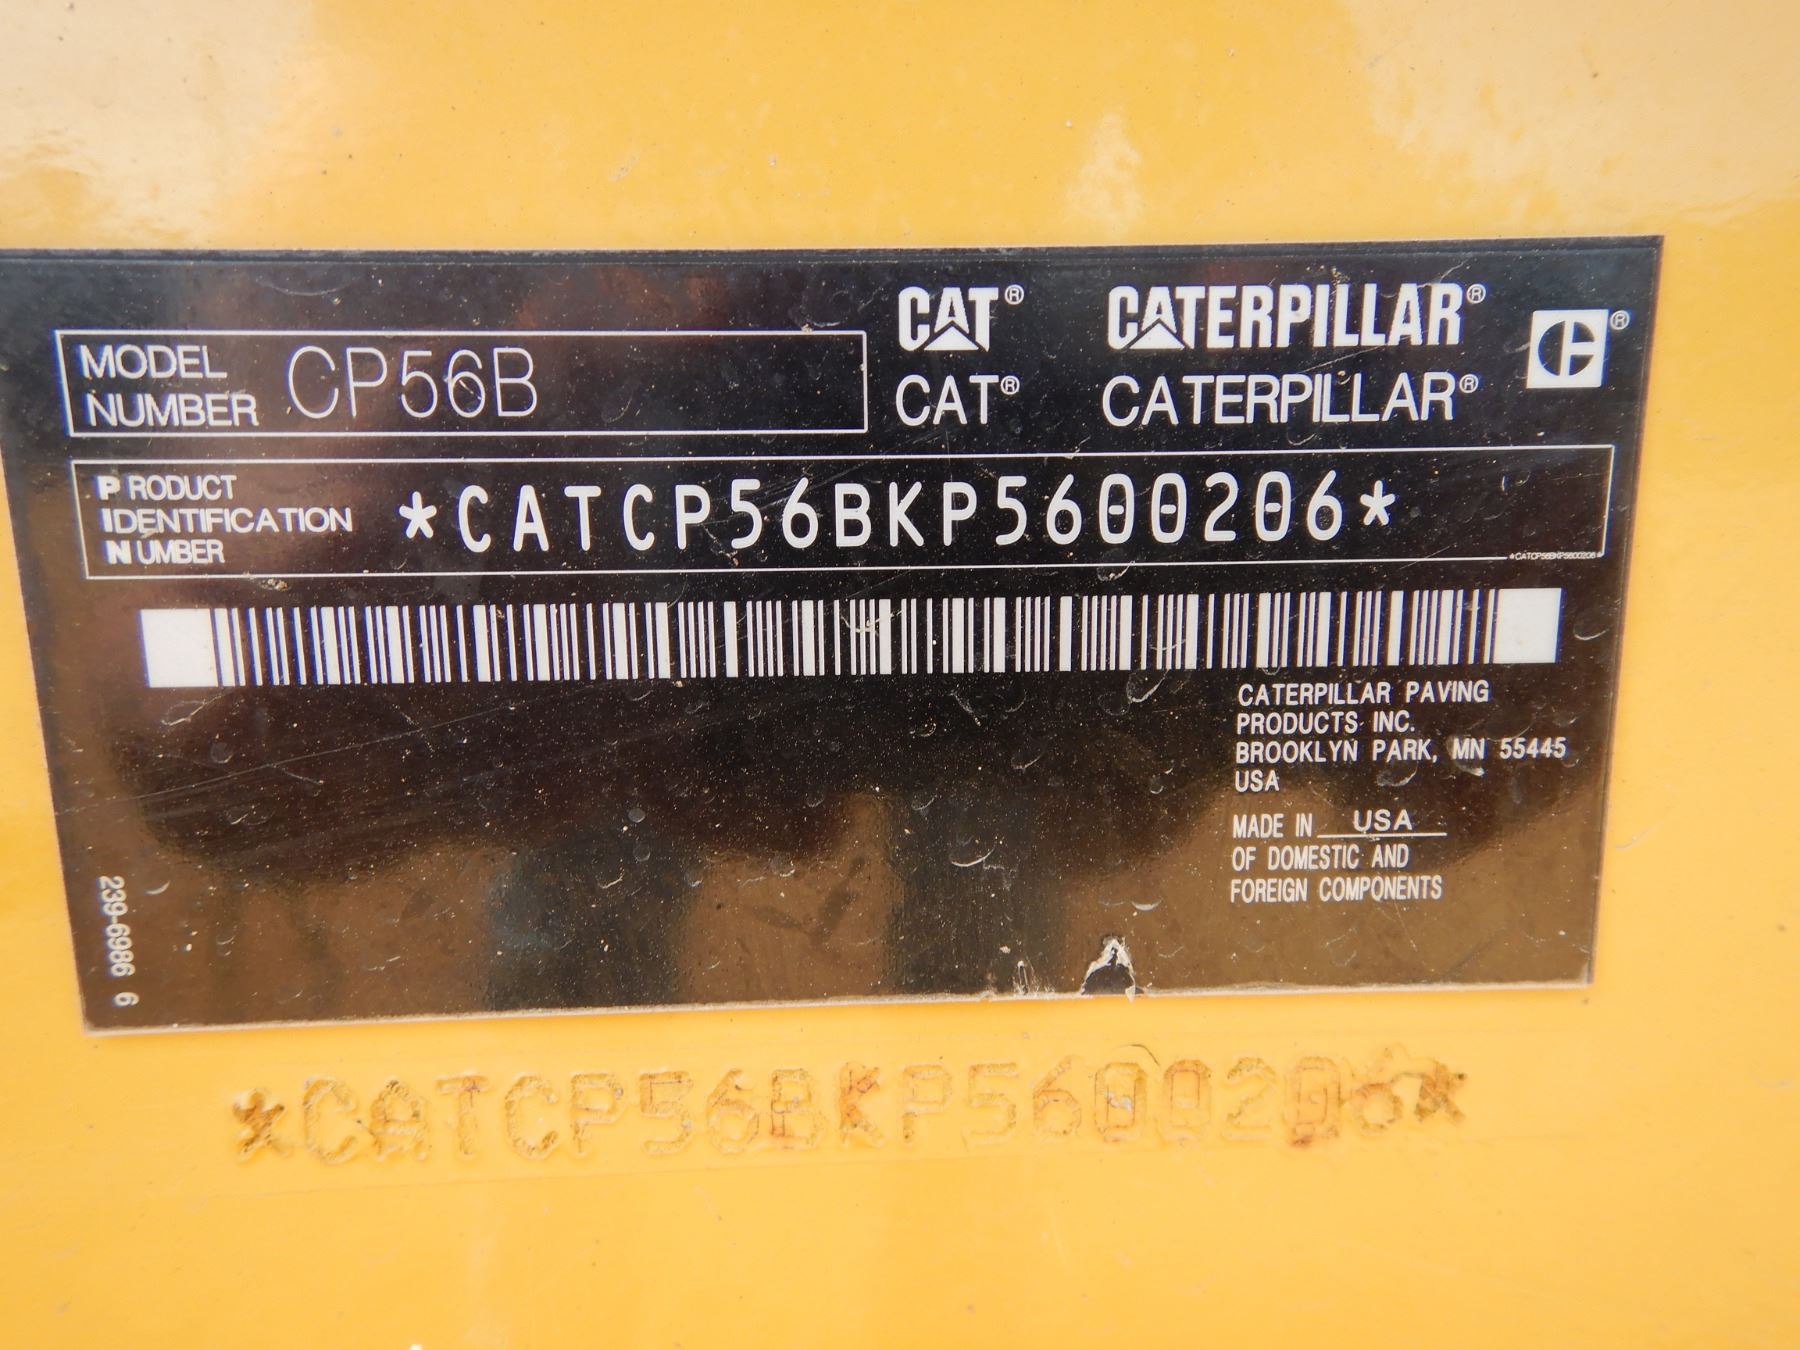 CAT® CATERPILLAR® ®
MODEL NUMBER CP56B
CAT® CATERPILLAR®
PRODUCT
IDENTIFICATION
NUMBER
*CATCP56BKP5600206*
*CATCP56BKP5600206*
CATERPILLAR PAVING
PRODUCTS INC.
BROOKLYN PARK, MN 55445
USA
MADE IN USA
OF DOMESTIC AND
FOREIGN COMPONENTS
239-6986 6
*CATCP56BKP5600206*